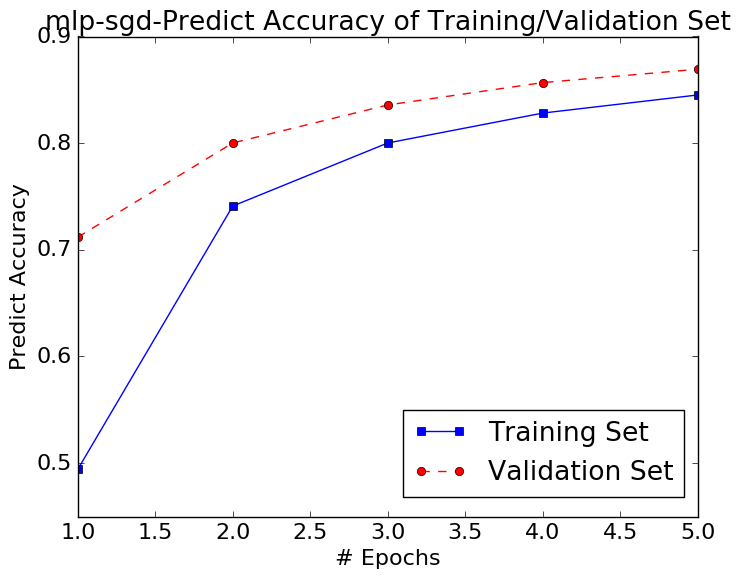 mlp-sgd-Predict Accuracy of Training/Validation Set
0.9
0.8
0.7
0.6
0.5
Predict Accuracy
Training Set
Validation Set
1.0 1.5 2.0 2.5 3.0 3.5 4.0 4.5 5.0
# Epochs